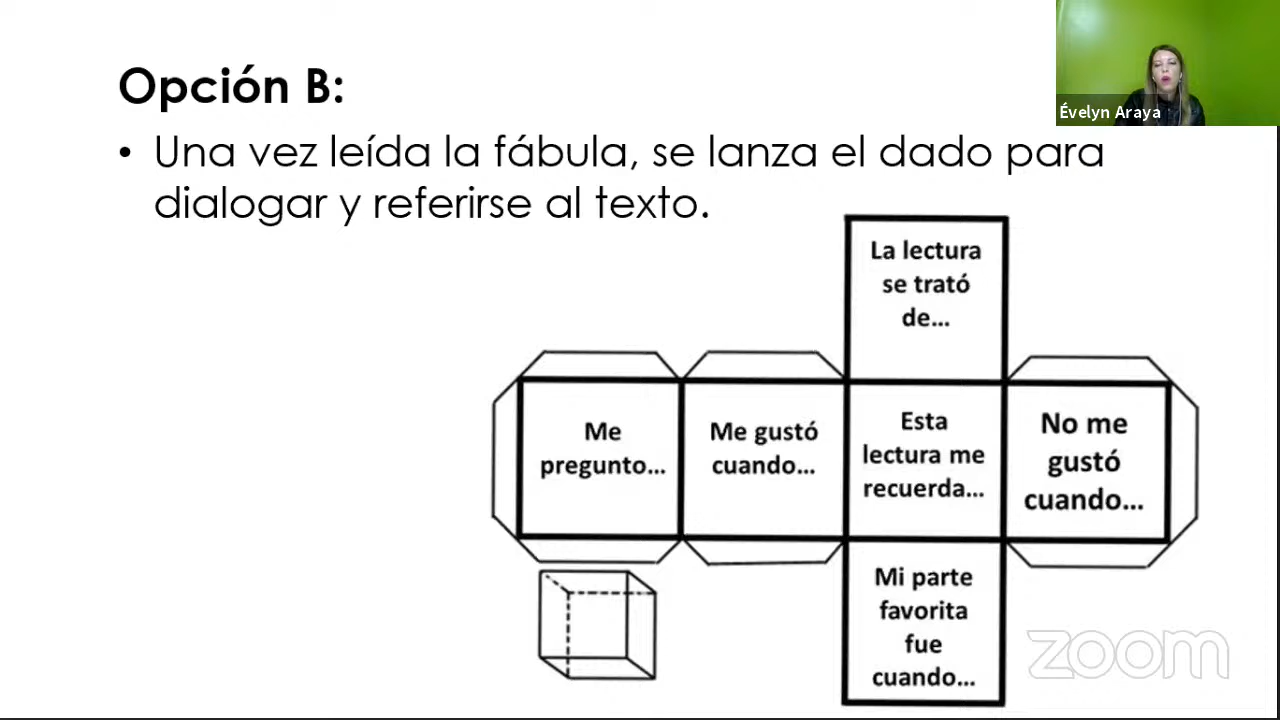 Opción B:
• Una vez leída la fábula, se lanza el dado para
dialogar y referirse al texto.
Évelyn Araya
La lectura
se trató
de...
Me
pregunto...
Me gustó
cuando...
Esta
lectura me
recuerda...
No me
gustó
cuando...
Mi parte
favorita
fue
cuando...
zoom